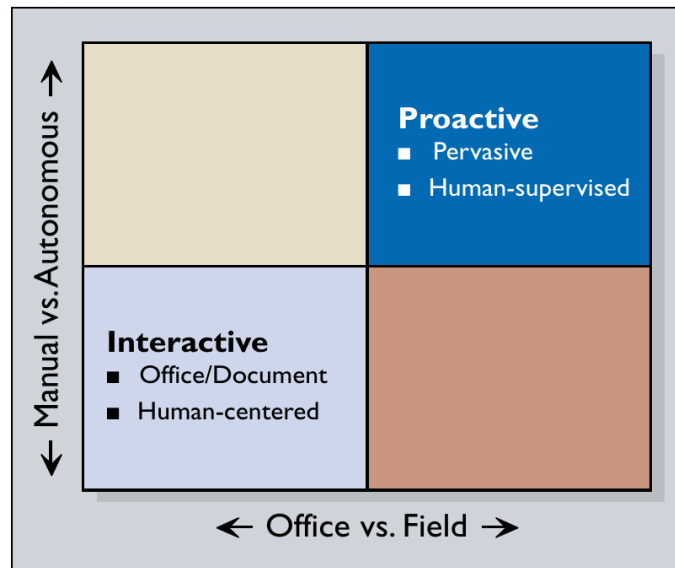 Proactive
■ Pervasive
■ Human-supervised
Interactive
■ Office/Document
■ Human-centered
← Manual vs. Autonomous →
← Office vs. Field →